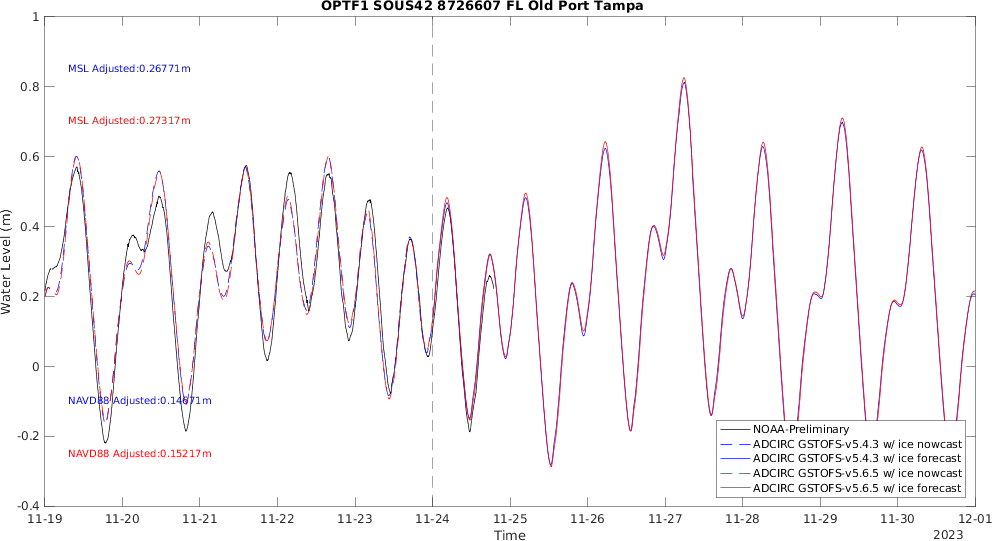 OPTF1 SOUS42 8726607 FL Old Port Tampa
1
0.8
0.6
0.4
0.2
0
-0.2
-0.4
Water Level (m)
MSL Adjusted:0.26771m
MSL Adjusted:0.27317m
NAVD88 Adjusted:0.14671m
NAVD88 Adjusted:0.15217m
NOAA-Preliminary
ADCIRC GSTOFS-v5.4.3 w/ ice nowcast
ADCIRC GSTOFS-v5.4.3 w/ ice forecast
ADCIRC GSTOFS-v5.6.5 w/ ice nowcast
ADCIRC GSTOFS-v5.6.5 w/ ice forecast
11-19 11-20 11-21 11-22 11-23 11-24 11-25 11-26 11-27 11-28 11-29 11-30 12-01
Time
2023